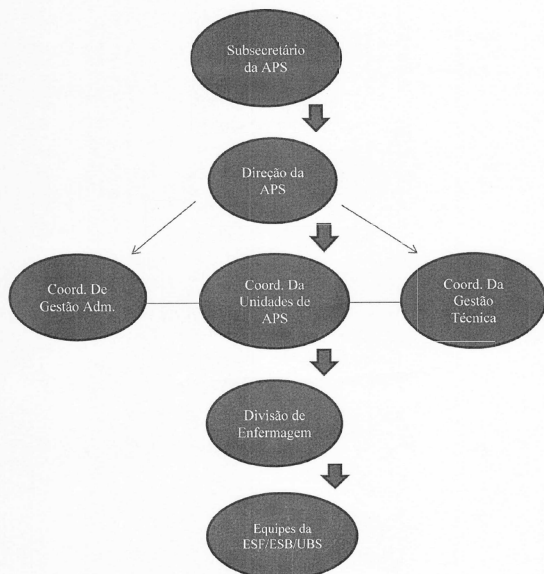 Subsecretário
da APS
Direção da
APS
Coord. De
Gestão Adm.
Coord. Da
Unidades de
APS
Coord. Da
Gestão
Técnica
Divisão de
Enfermagem
Equipes da
ESF/ESB/UBS